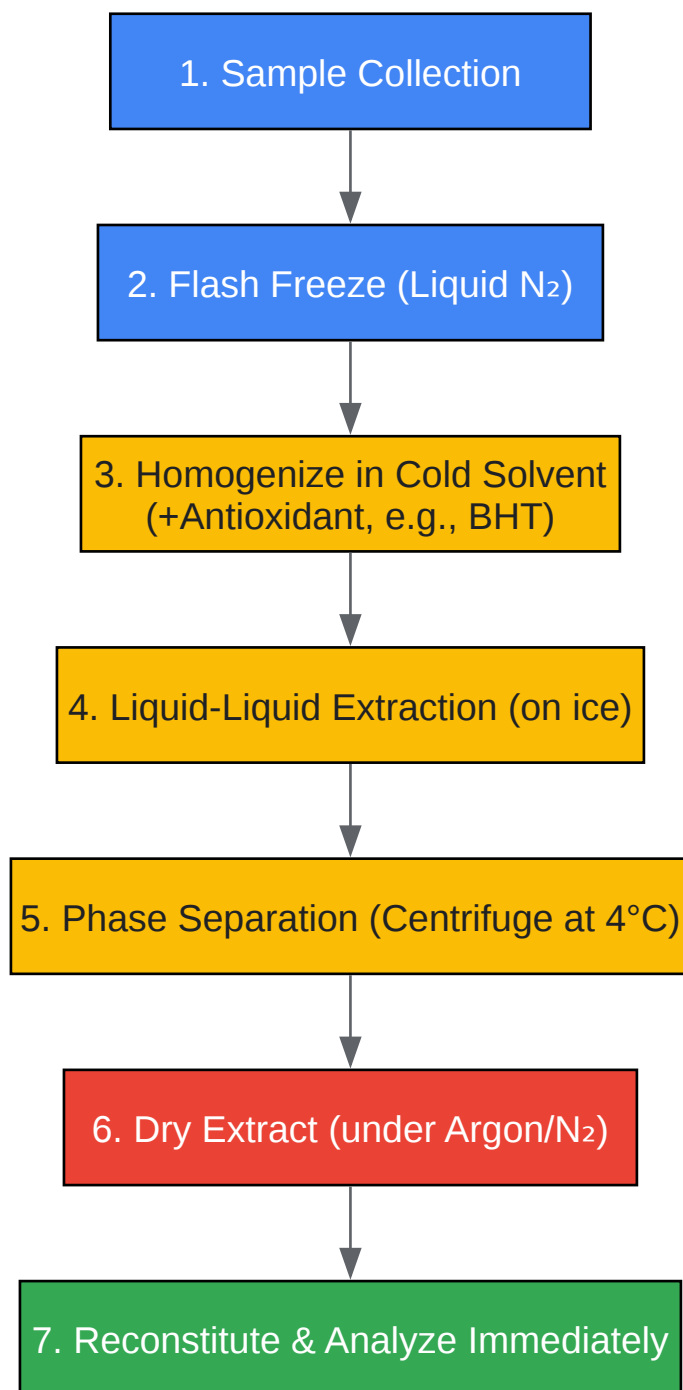 1. Sample Collection
2. Flash Freeze (Liquid N₂)
3. Homogenize in Cold Solvent
(+Antioxidant, e.g., BHT)
4. Liquid-Liquid Extraction (on ice)
5. Phase Separation (Centrifuge at 4°C)
6. Dry Extract (under Argon/N₂)
7. Reconstitute & Analyze Immediately